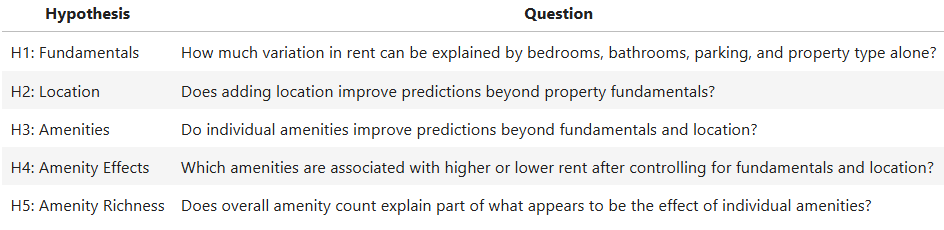 Hypothesis Question
H1: Fundamentals How much variation in rent can be explained by bedrooms, bathrooms, parking, and property type alone?
H2: Location Does adding location improve predictions beyond property fundamentals?
H3: Amenities Do individual amenities improve predictions beyond fundamentals and location?
H4: Amenity Effects Which amenities are associated with higher or lower rent after controlling for fundamentals and location?
H5: Amenity Richness Does overall amenity count explain part of what appears to be the effect of individual amenities?